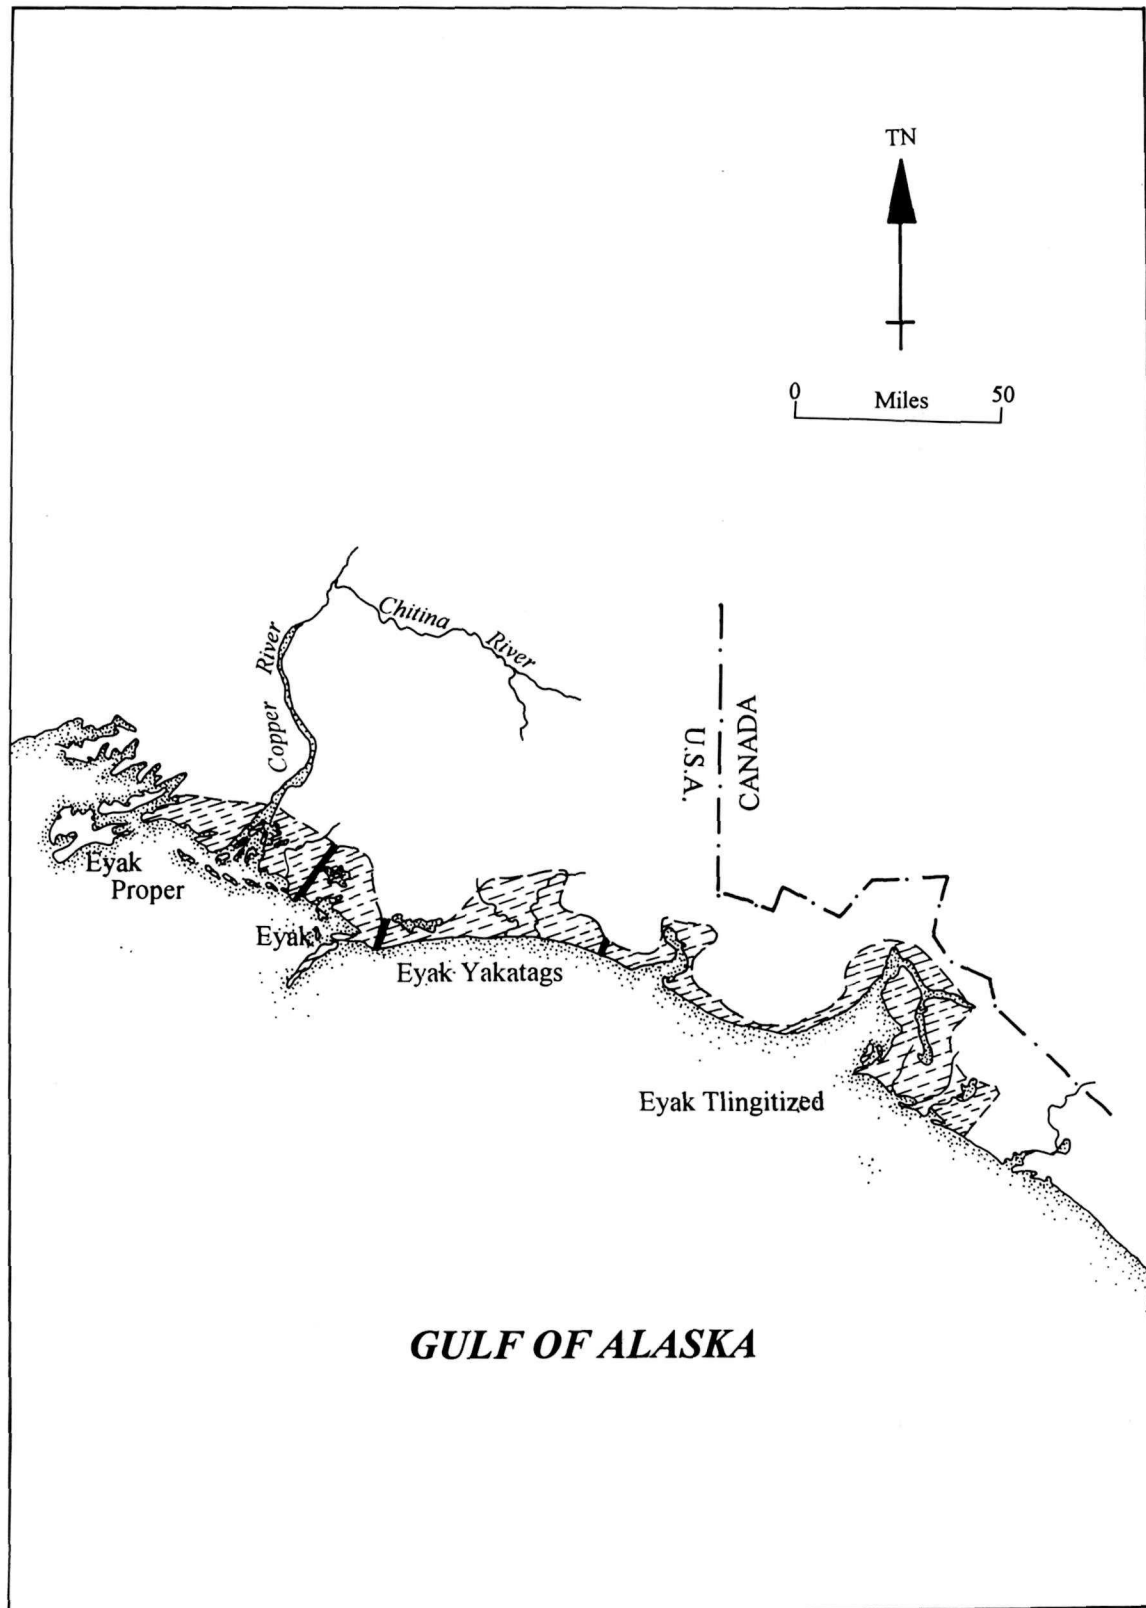 TN
0 Miles 50
Chitina River
Copper River
CANADA
U.S.A.
Eyak
Proper
Eyak
Eyak Yakatags
Eyak Tlingitized
GULF OF ALASKA